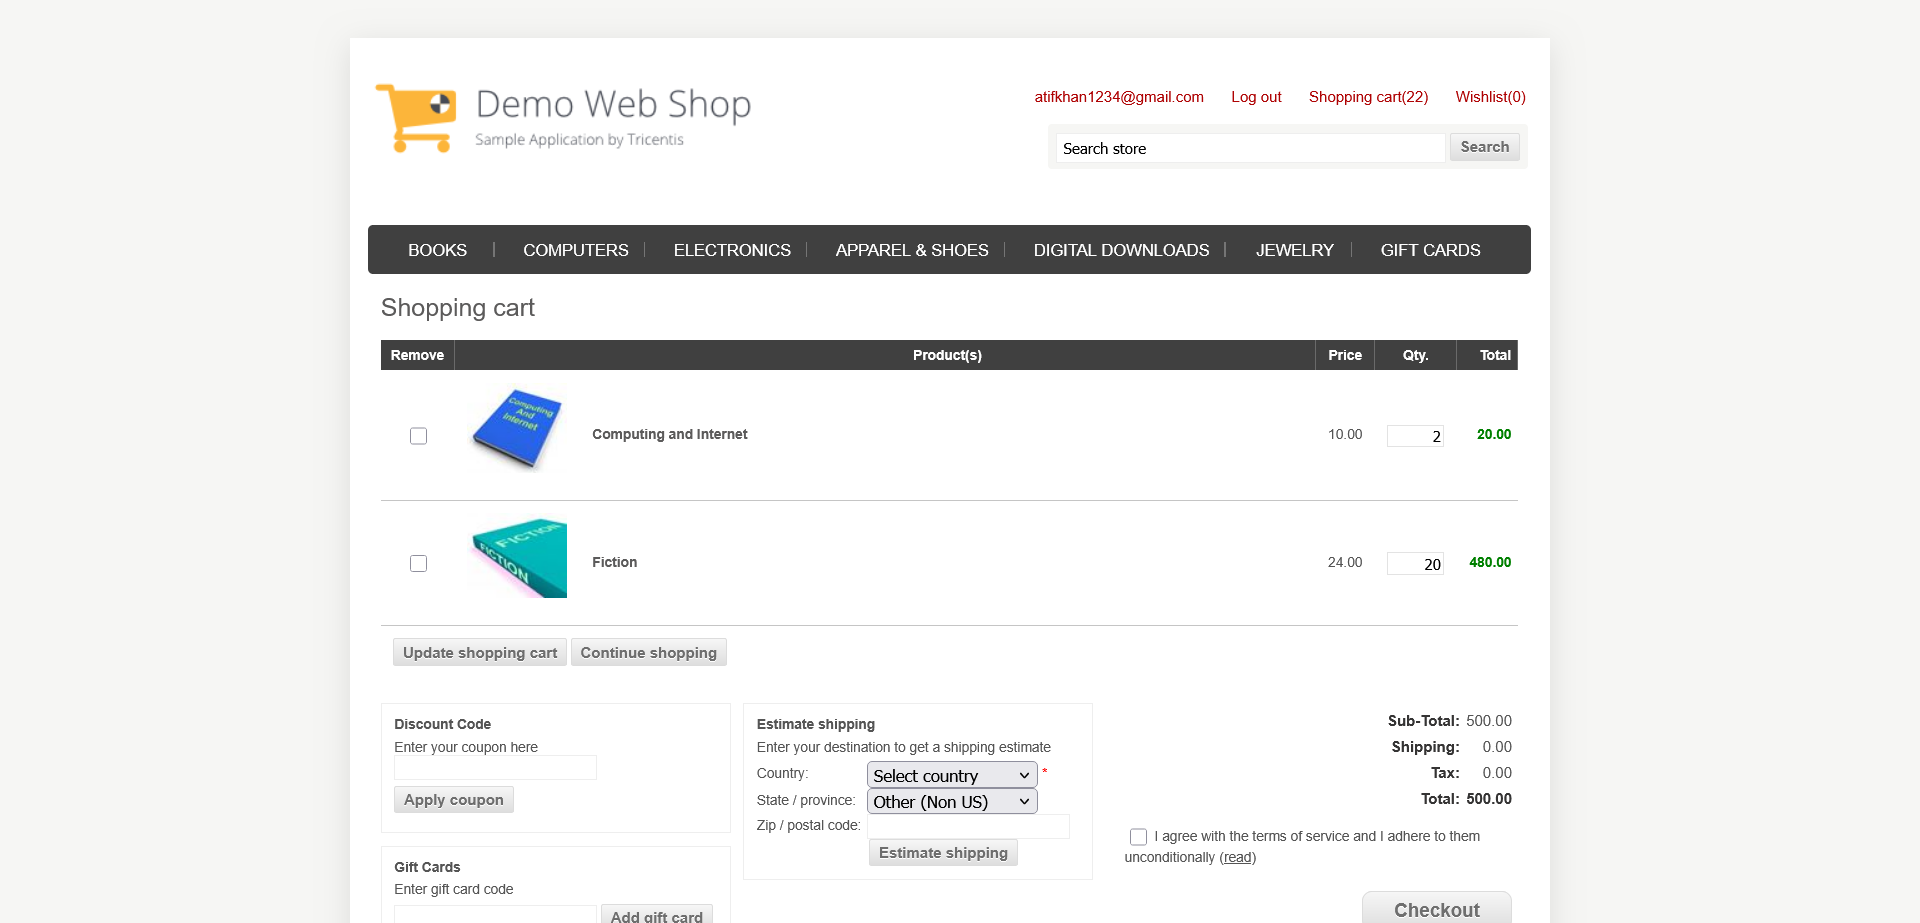 Demo Web Shop
Sample Application by Tricentis
atifkhan1234@gmail.com Log out Shopping cart(22) Wishlist(0)
Search store Search
BOOKS COMPUTERS ELECTRONICS APPAREL & SHOES DIGITAL DOWNLOADS JEWELRY GIFT CARDS
Shopping cart
Remove Product(s) Price Qty. Total
Computing
And
Internet
Computing and Internet 10.00 2 20.00
FICTION
FICTION
Fiction 24.00 20 480.00
Update shopping cart Continue shopping
Discount Code
Enter your coupon here
Apply coupon
Gift Cards
Enter gift card code
Add gift card
Estimate shipping
Enter your destination to get a shipping estimate
Country: Select country *
State / province: Other (Non US)
Zip / postal code:
Estimate shipping
Sub-Total: 500.00
Shipping: 0.00
Tax: 0.00
Total: 500.00
I agree with the terms of service and I adhere to them
unconditionally (read)
Checkout